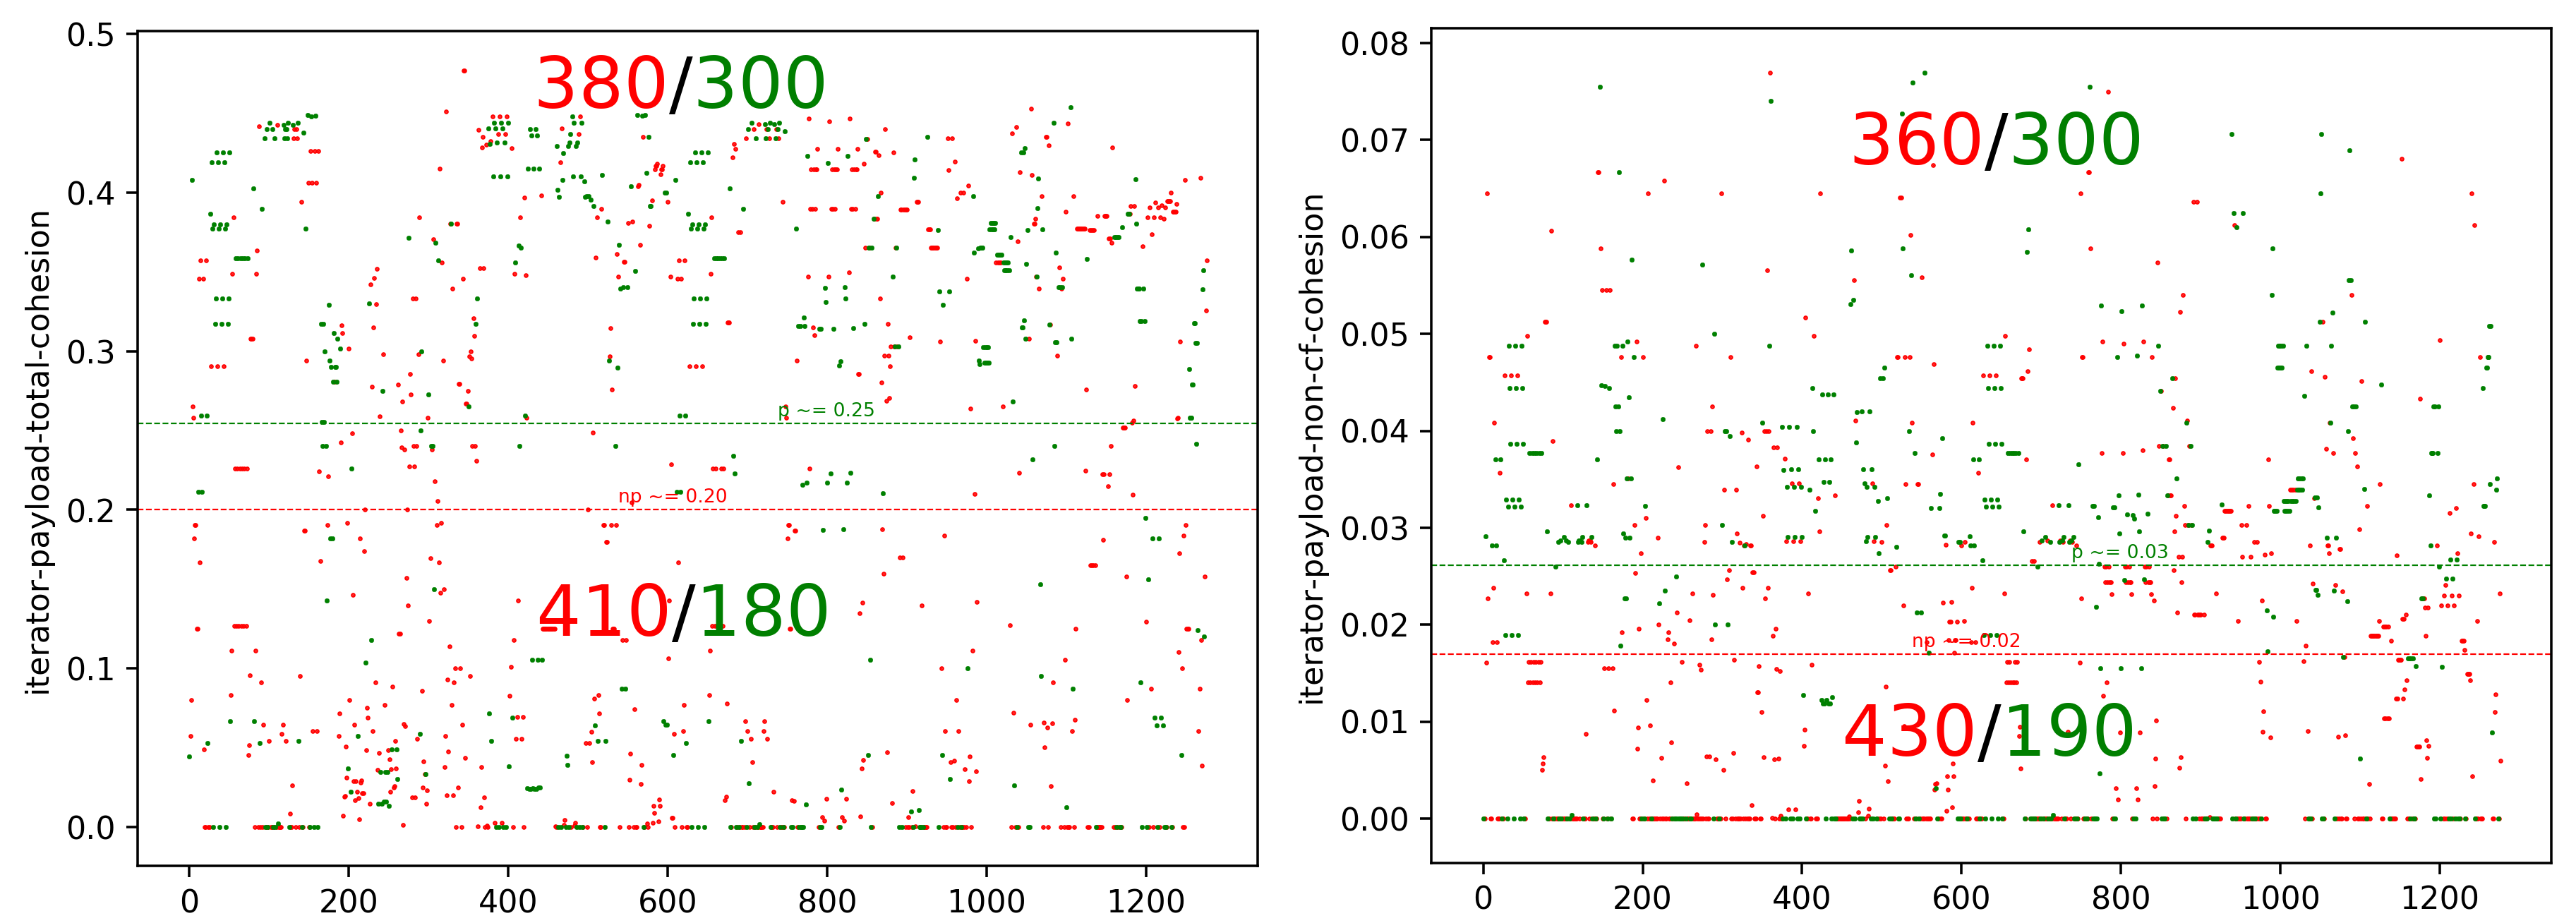 iterator-payload-total-cohesion
0.5
0.4
0.3
0.2
0.1
0.0
380/300
p ~= 0.25
np ~= 0.20
410/180
0 200 400 600 800 1000 1200
iterator-payload-non-cf-cohesion
0.08
0.07
0.06
0.05
0.04
0.03
0.02
0.01
0.00
360/300
p ~= 0.03
np ~= 0.02
430/190
0 200 400 600 800 1000 1200